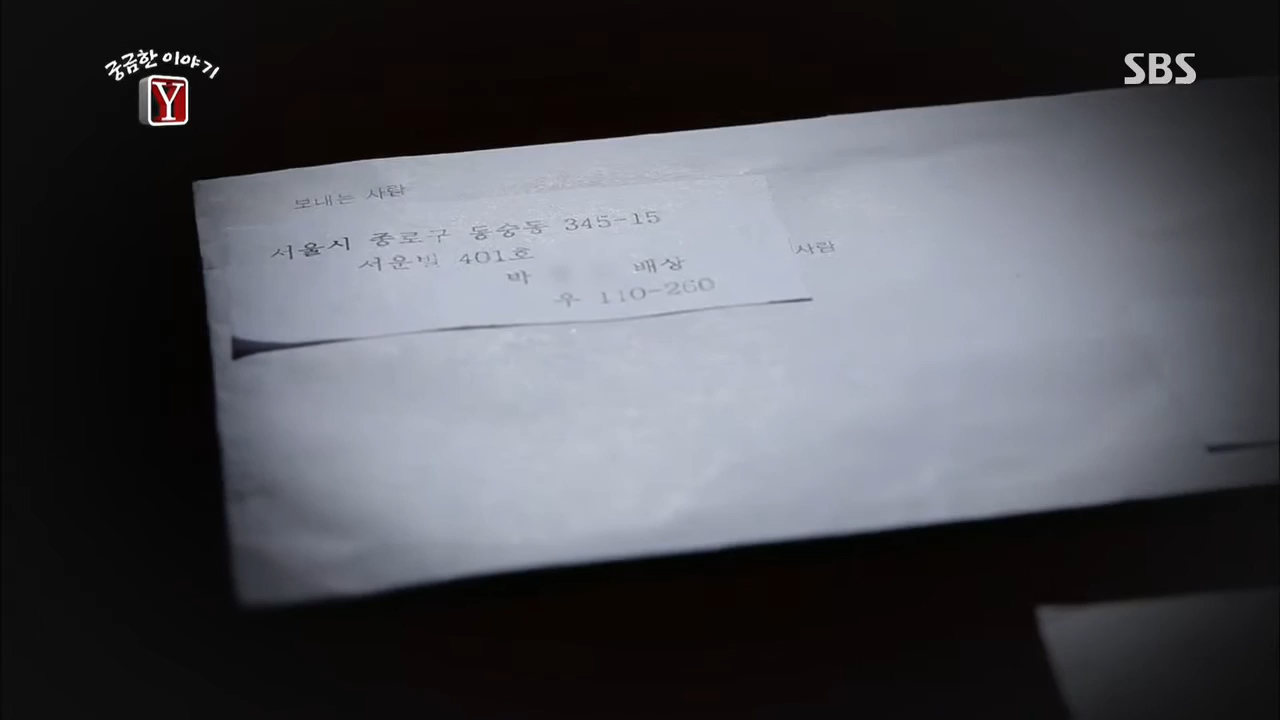 궁금한 이야기
Y
SBS
보내는 사람
서울시 종로구 동숭동 345-15
서운빌 401호
박 배상
우 110-260
사람